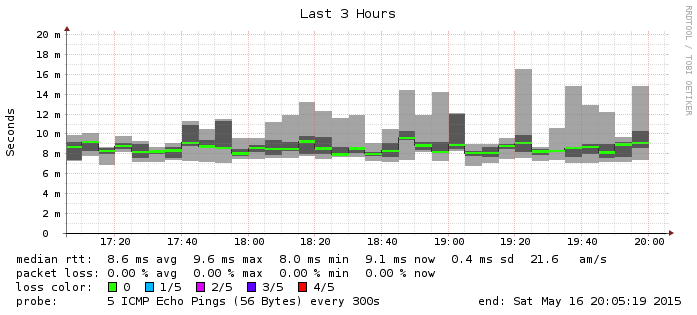 Last 3 Hours
RRDTOOL / TOBI OETIKER
Seconds
20 m
18 m
16 m
14 m
12 m
10 m
8 m
6 m
4 m
2 m
0
17:20 17:40 18:00 18:20 18:40 19:00 19:20 19:40 20:00
median rtt: 8.6 ms avg 9.6 ms max 8.0 ms min 9.1 ms now 0.4 ms sd 21.6 am/s
packet loss: 0.00 % avg 0.00 % max 0.00 % min 0.00 % now
loss color: 0 1/5 2/5 3/5 4/5
probe: 5 ICMP Echo Pings (56 Bytes) every 300s end: Sat May 16 20:05:19 2015